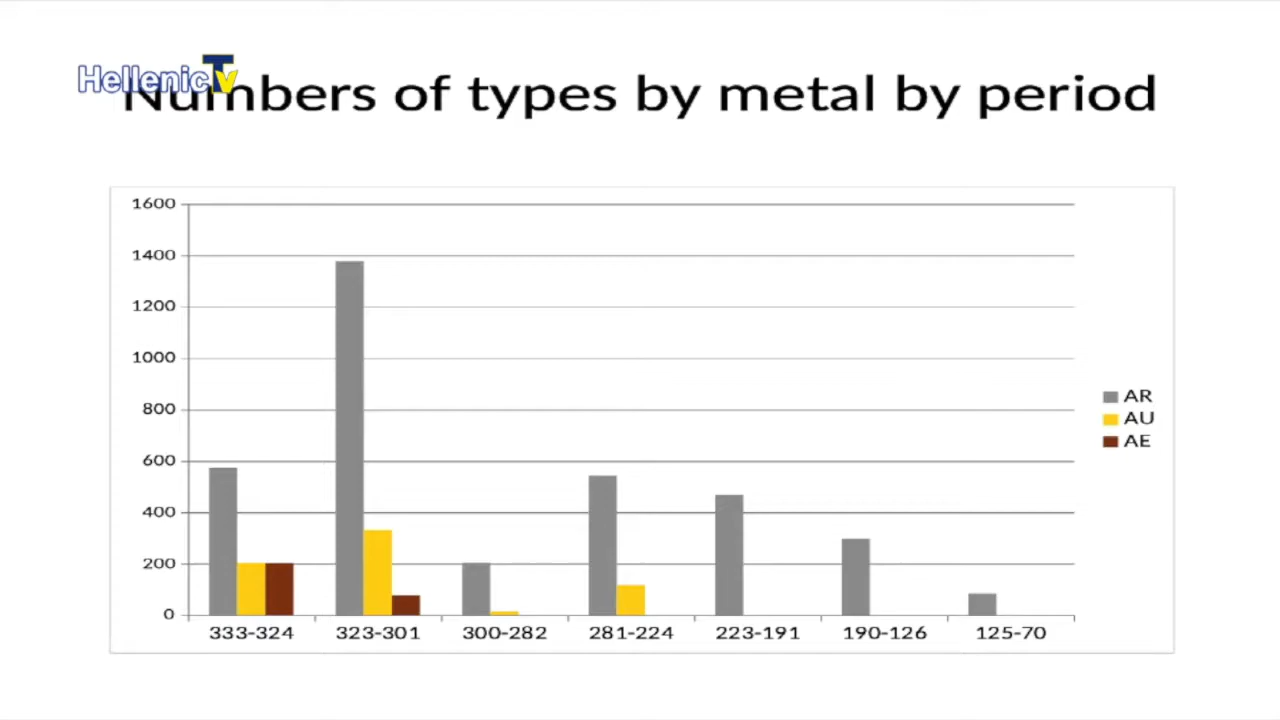 HellenicTv
Numbers of types by metal by period
1600
1400
1200
1000
800
600
400
200
0
333-324 323-301 300-282 281-224 223-191 190-126 125-70
AR
AU
AE